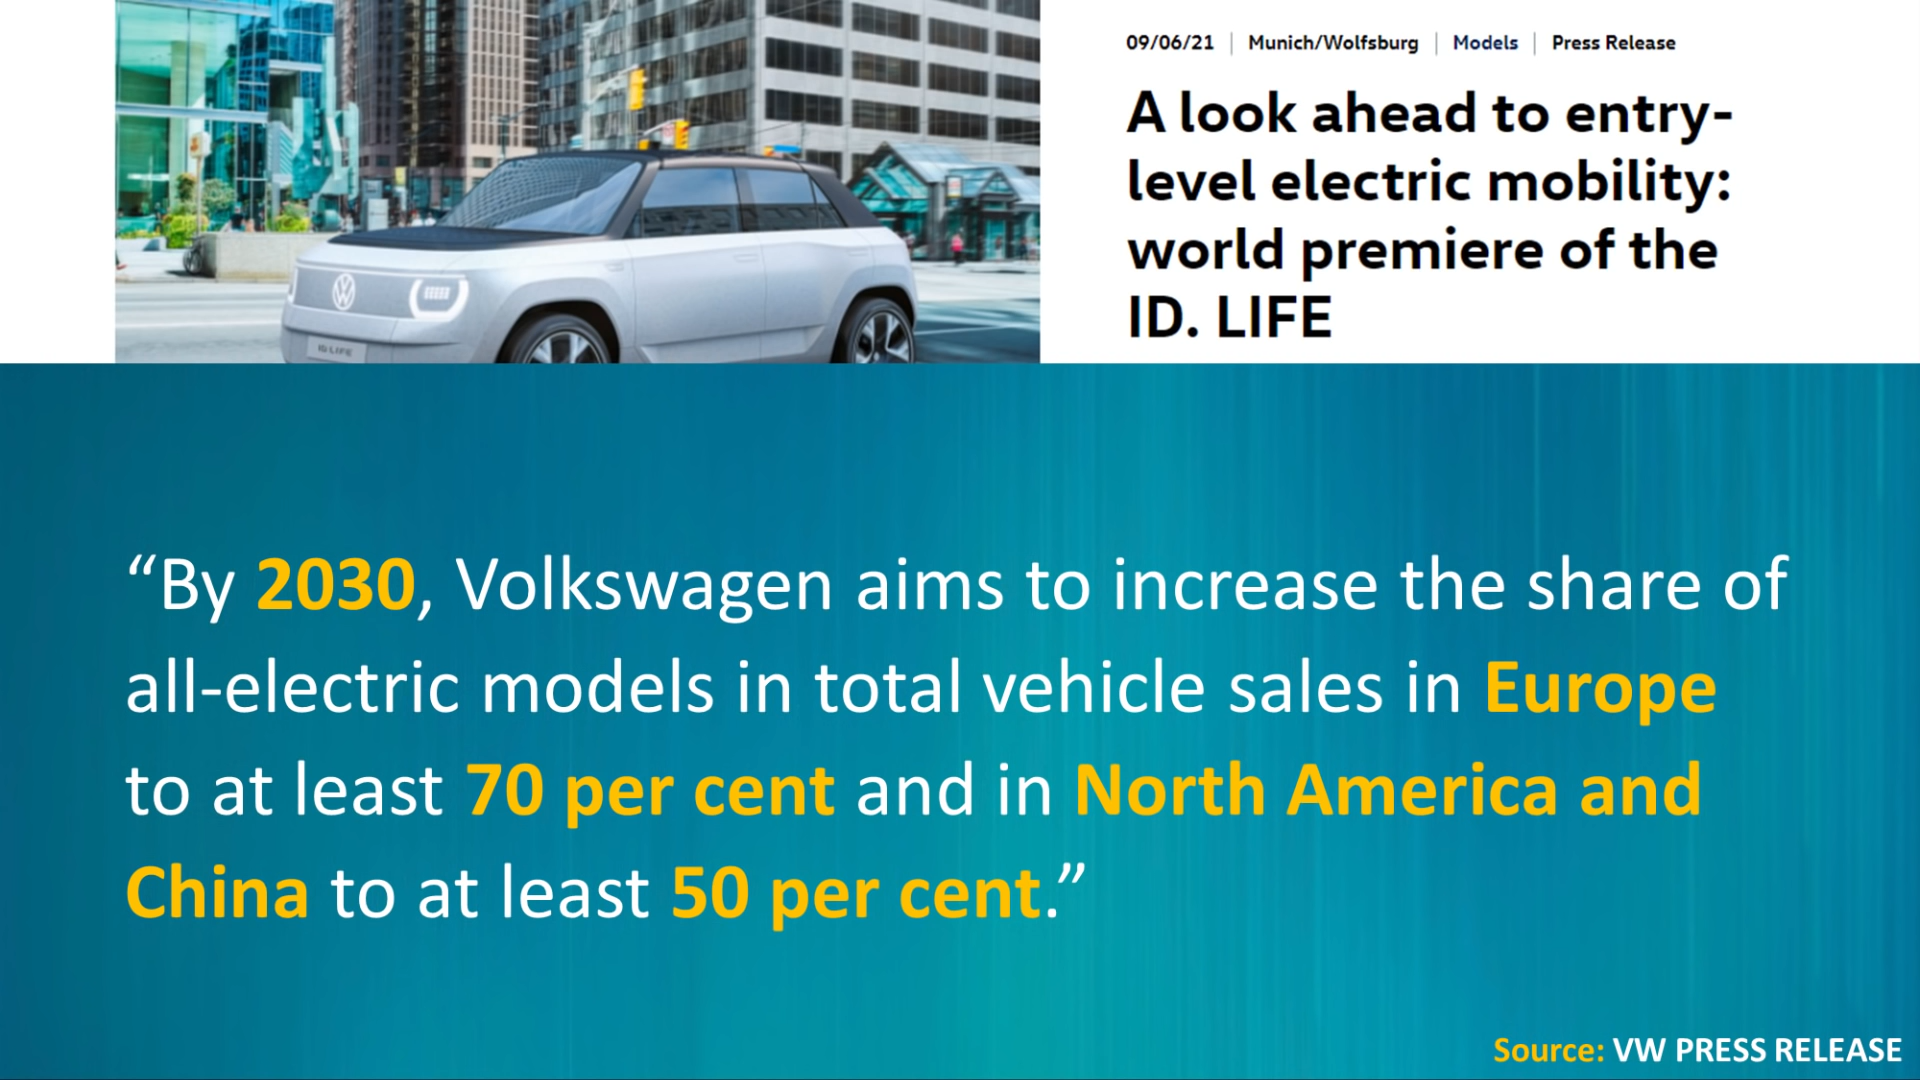 09/06/21 | Munich/Wolfsburg | Models | Press Release
A look ahead to entry-
level electric mobility:
world premiere of the
ID. LIFE
ID. LIFE
“By 2030, Volkswagen aims to increase the share of
all-electric models in total vehicle sales in Europe
to at least 70 per cent and in North America and
China to at least 50 per cent.”
Source: VW PRESS RELEASE